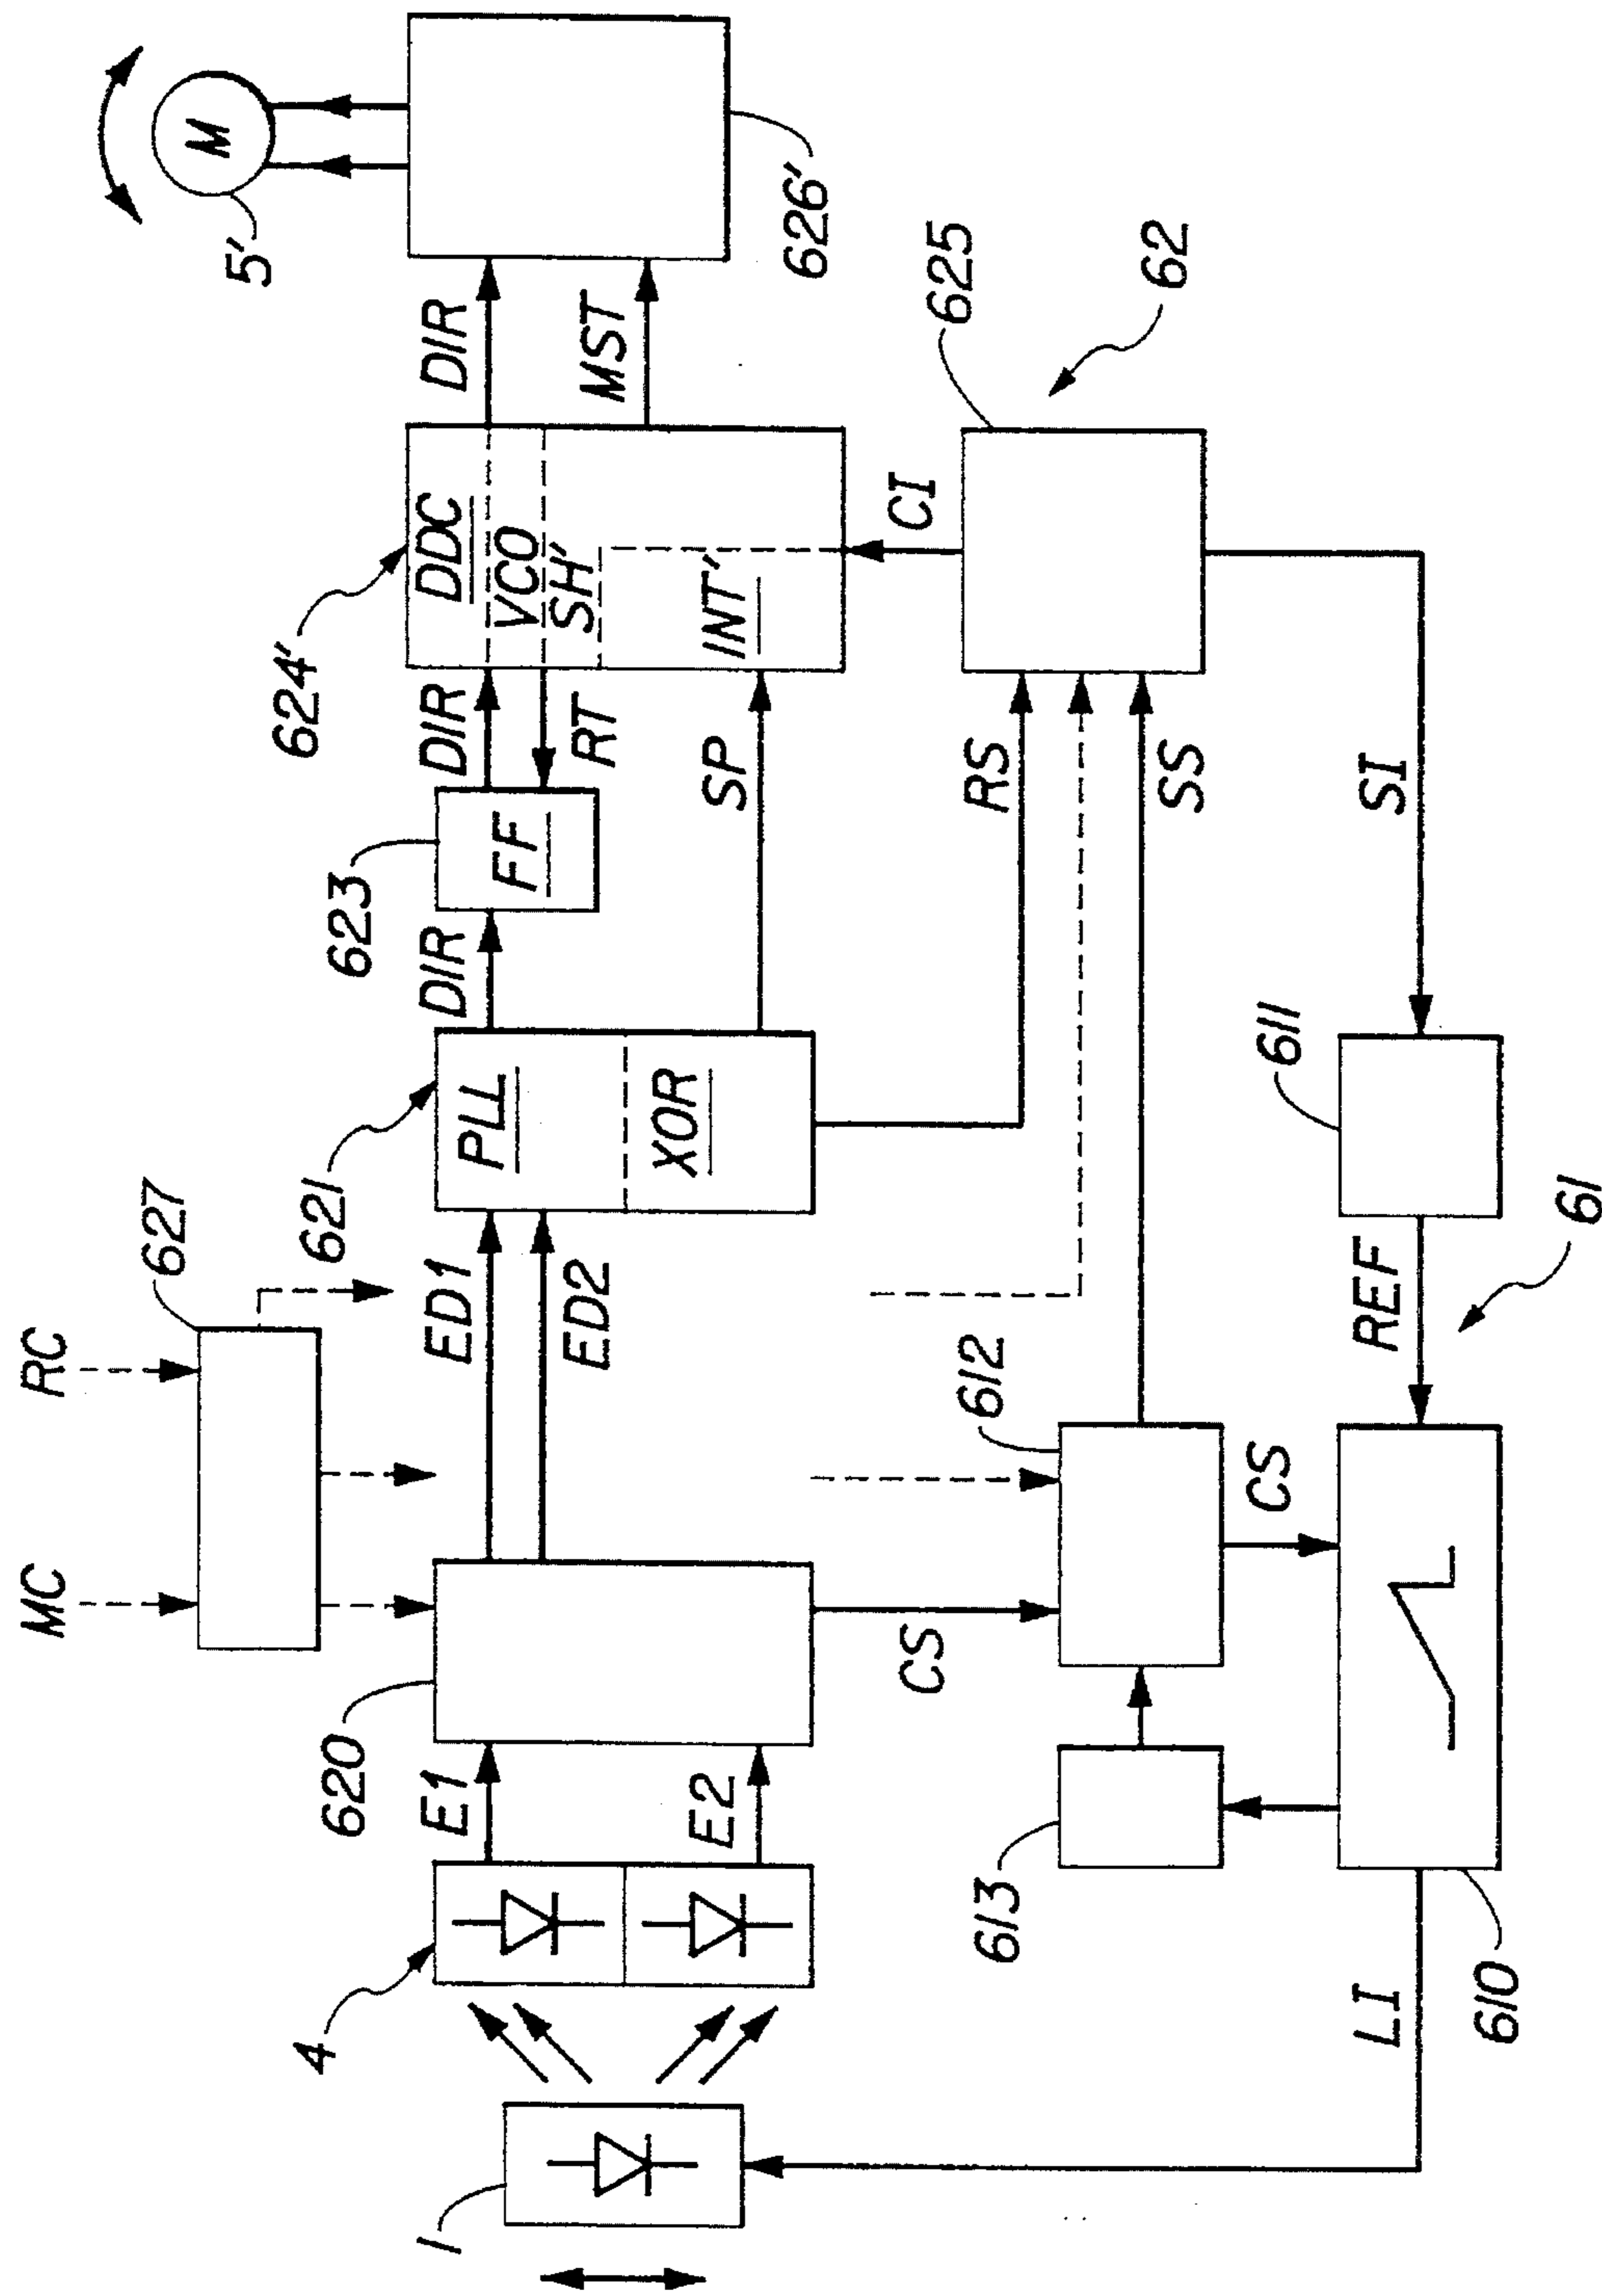 RC
MC
627
5'
M
624'
623
621
620
4
1
E1
E2
ED1
ED2
PLL
XOR
DIR
FF
DIR
RT
SP
DDC
VCO
SH'
INT'
DIR
MST
626'
CI
625
62
RS
SS
SI
CS
612
613
CS
611
REF
61
LI
610